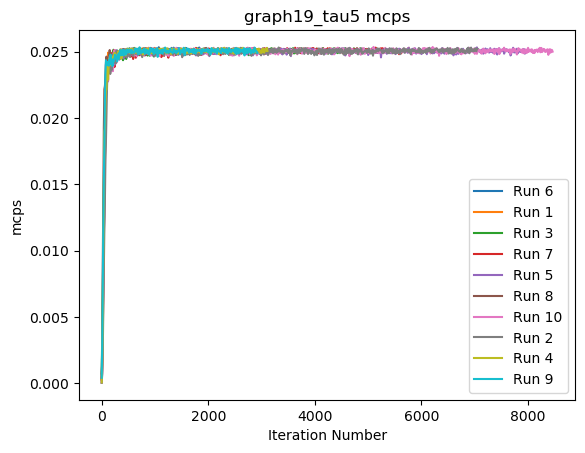 graph19_tau5 mcps
mcps
0.025
0.020
0.015
0.010
0.005
0.000
0
2000
4000
6000
8000
Iteration Number
Run 6
Run 1
Run 3
Run 7
Run 5
Run 8
Run 10
Run 2
Run 4
Run 9